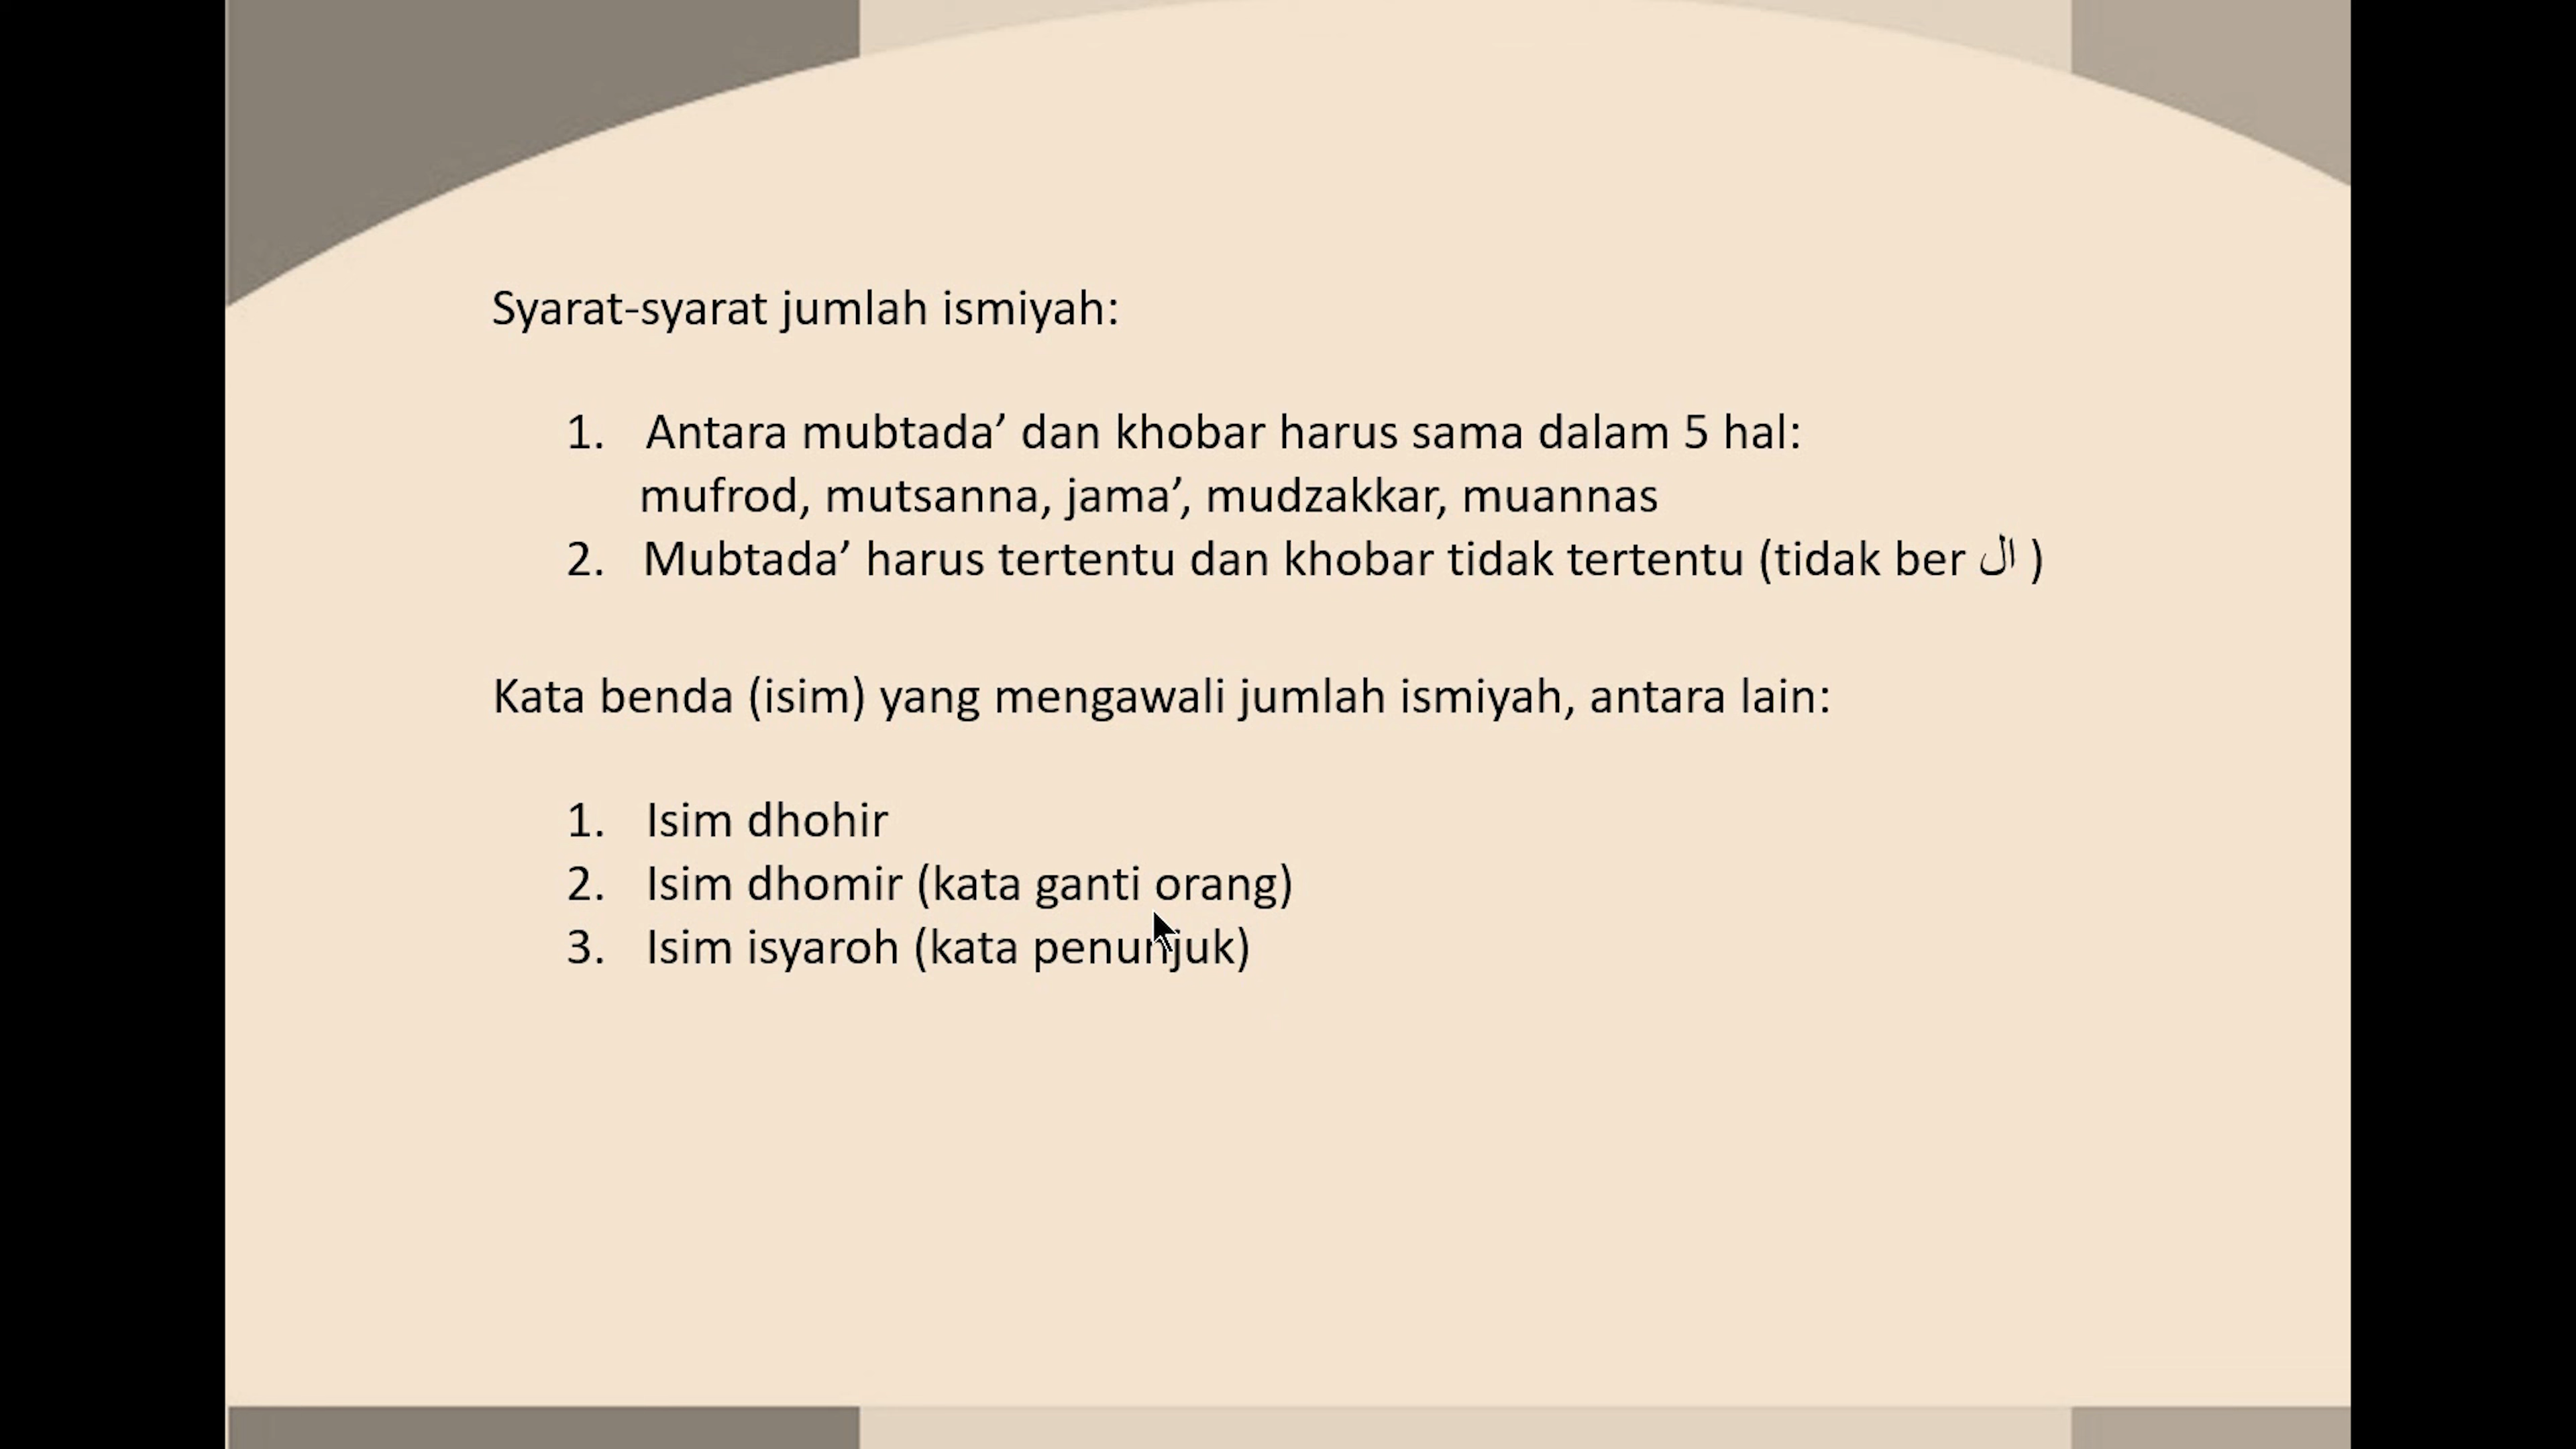 Syarat-syarat jumlah ismiyah:
1. Antara mubtada’ dan khobar harus sama dalam 5 hal:
mufrod, mutsanna, jama’, mudzakkar, muannas
2. Mubtada’ harus tertentu dan khobar tidak tertentu (tidak ber ال )
Kata benda (isim) yang mengawali jumlah ismiyah, antara lain:
1. Isim dhohir
2. Isim dhomir (kata ganti orang)
3. Isim isyaroh (kata penunjuk)